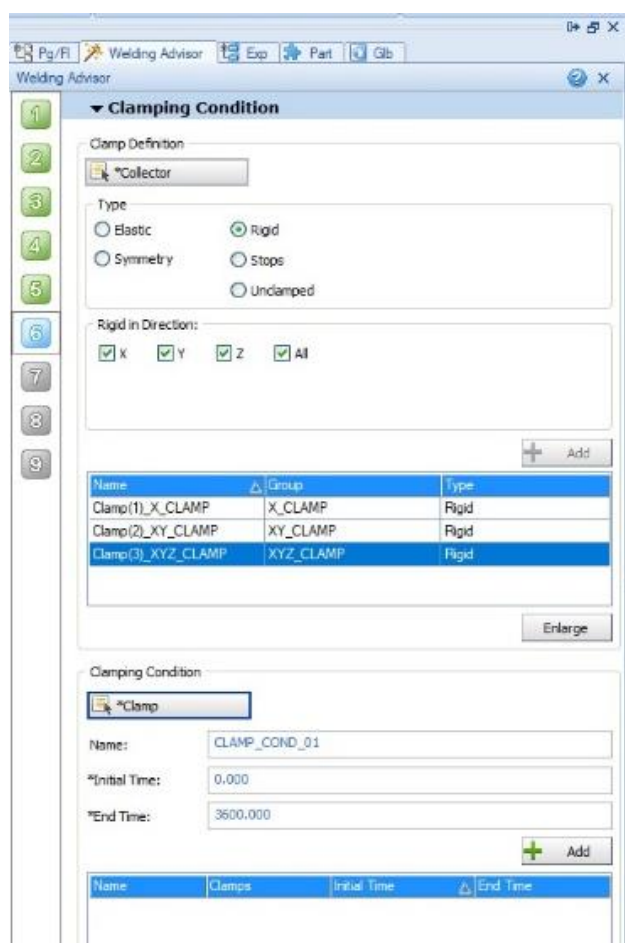 Pg/Fl Welding Advisor Exp Part Glb
Welding Advisor
1
2
3
4
5
6
7
8
9
Clamping Condition
Clamp Definition
*Collector
Type
Elastic Rigid
Symmetry Stops
Unclamped
Rigid in Direction:
X Y Z All
Add
Name Group Type
Clamp(1)_X_CLAMP X_CLAMP Rigid
Clamp(2)_XY_CLAMP XY_CLAMP Rigid
Clamp(3)_XYZ_CLAMP XYZ_CLAMP Rigid
Enlarge
Clamping Condition
*Clamp
Name: CLAMP_COND_01
*Initial Time: 0.000
*End Time: 3600.000
Add
Name Clamps Initial Time End Time